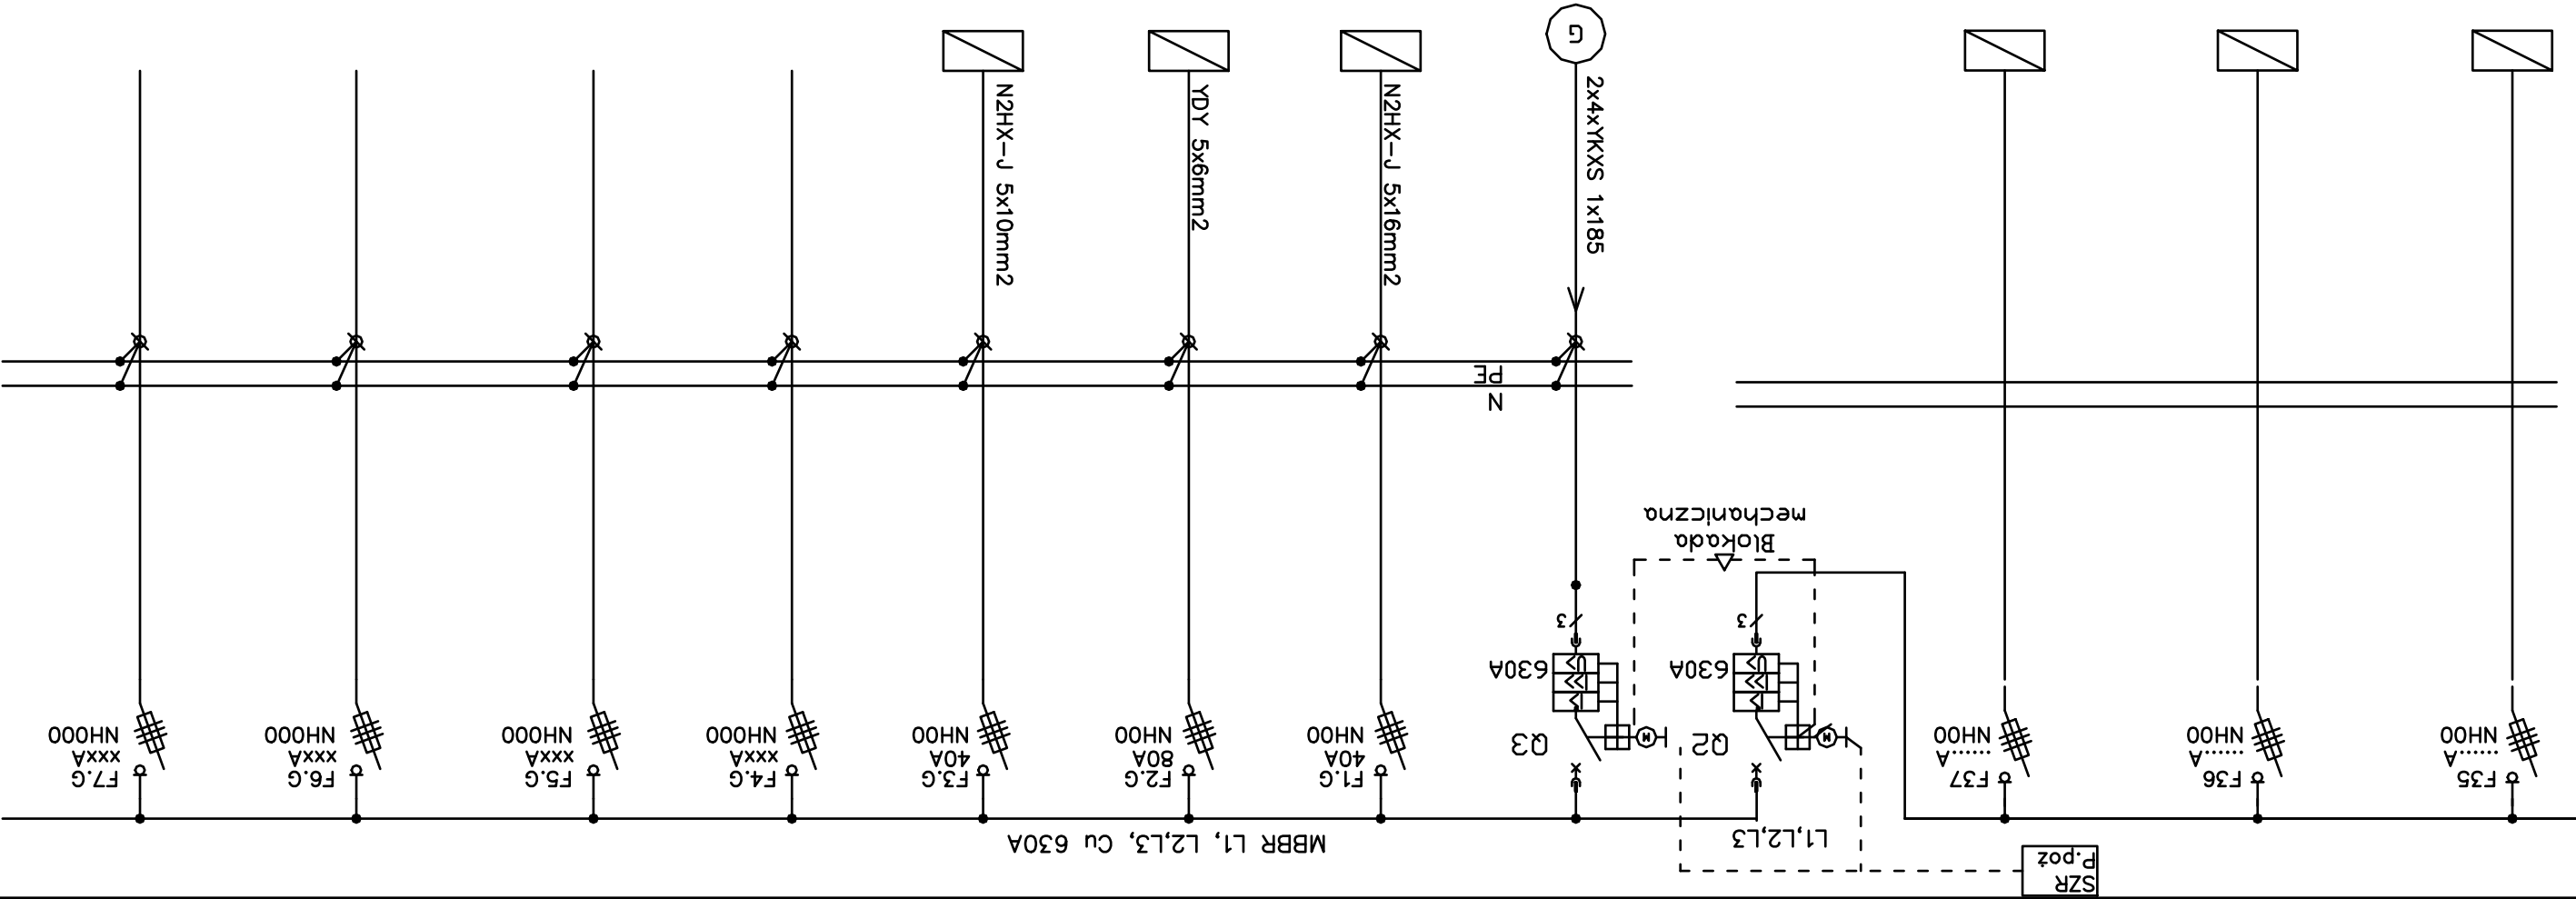 SZR
P.poż
L1,L2,L3
MBBR L1, L2,L3, Cu 630A
F35
......A
NH00
F36
......A
NH00
F37
......A
NH00
Q2
M
630A
3
Q3
M
630A
3
Blokada
mechaniczna
F1.G
40A
NH00
F2.G
80A
NH00
F3.G
40A
NH00
F4.G
xxxA
NH000
F5.G
xxxA
NH000
F6.G
xxxA
NH000
F7.G
xxxA
NH000
N
PE
2x4xYKXS 1x185
N2HX-J 5x16mm2
YDY 5x6mm2
N2HX-J 5x10mm2
G